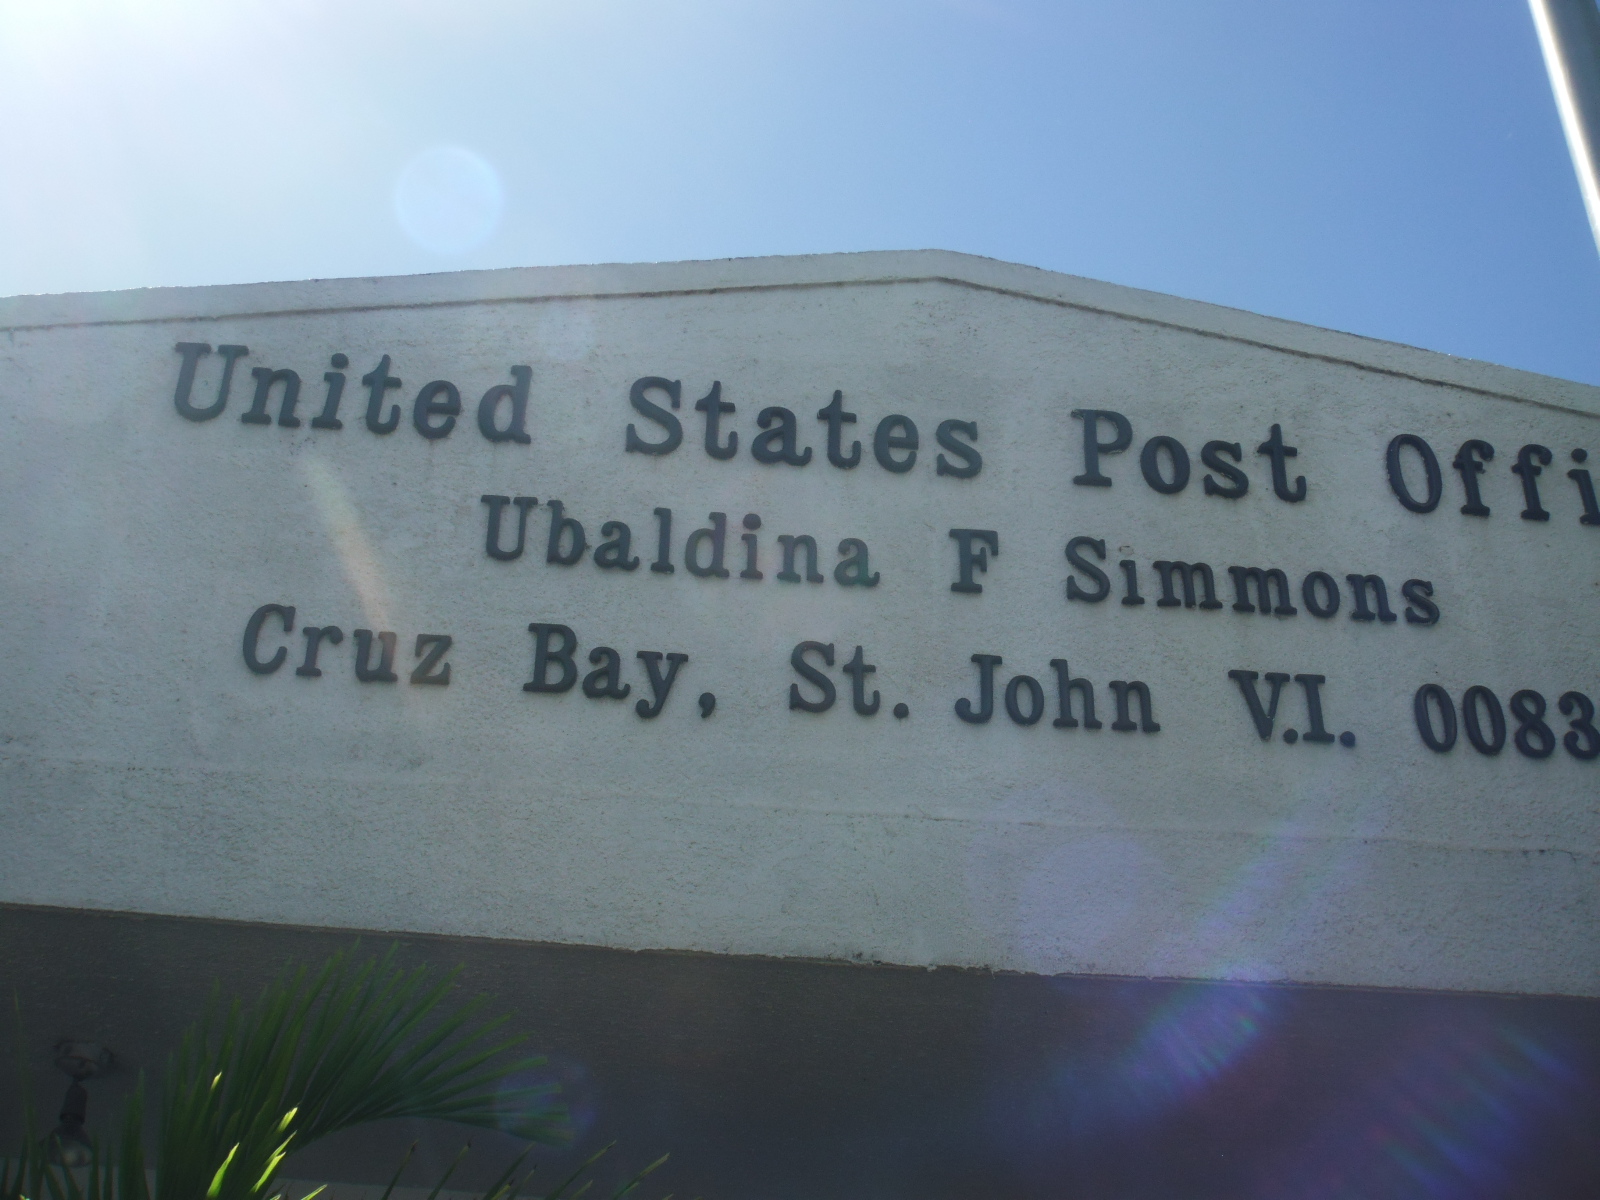 United States Post Offi
Ubaldina F Simmons
Cruz Bay, St. John V.I. 0083